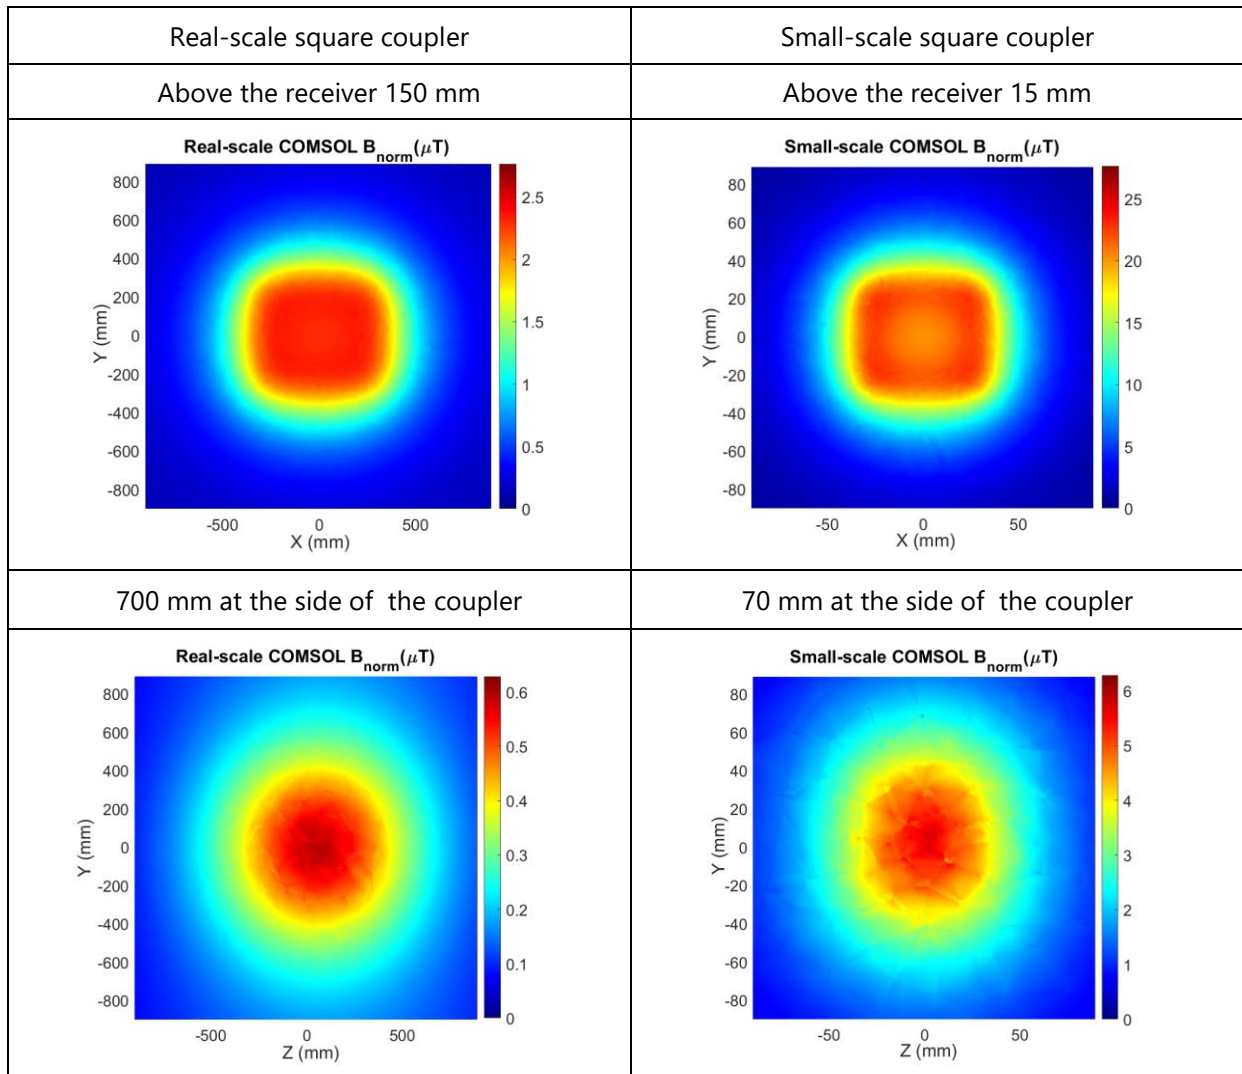 Real-scale square coupler
Small-scale square coupler
Above the receiver 150 mm
Above the receiver 15 mm
Real-scale COMSOL B_norm(μT)
800
600
400
200
0
-200
-400
-600
-800
Y (mm)
-500 0 500
X (mm)
2.5
2
1.5
1
0.5
0
Small-scale COMSOL B_norm(μT)
80
60
40
20
0
-20
-40
-60
-80
Y (mm)
-50 0 50
X (mm)
25
20
15
10
5
0
700 mm at the side of the coupler
70 mm at the side of the coupler
Real-scale COMSOL B_norm(μT)
800
600
400
200
0
-200
-400
-600
-800
Y (mm)
-500 0 500
Z (mm)
0.6
0.5
0.4
0.3
0.2
0.1
0
Small-scale COMSOL B_norm(μT)
80
60
40
20
0
-20
-40
-60
-80
Y (mm)
-50 0 50
Z (mm)
6
5
4
3
2
1
0